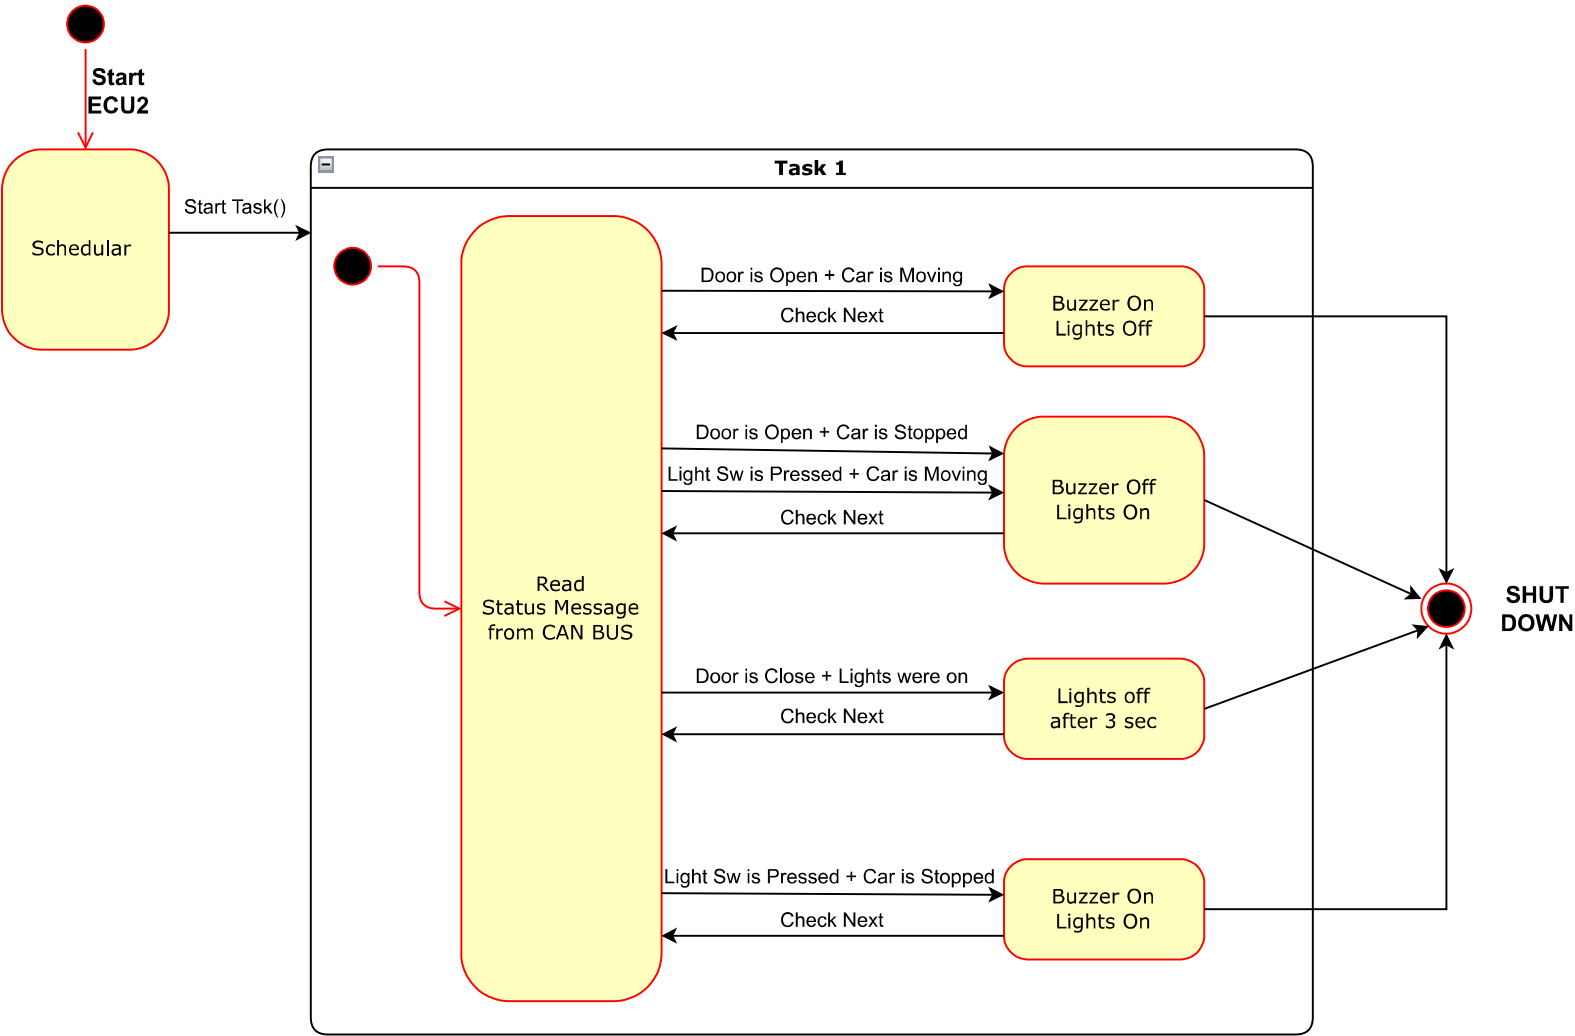 Start
ECU2
Schedular
Start Task()
Task 1
Read
Status Message
from CAN BUS
Door is Open + Car is Moving
Check Next
Buzzer On
Lights Off
Door is Open + Car is Stopped
Light Sw is Pressed + Car is Moving
Check Next
Buzzer Off
Lights On
Door is Close + Lights were on
Check Next
Lights off
after 3 sec
Light Sw is Pressed + Car is Stopped
Check Next
Buzzer On
Lights On
SHUT
DOWN